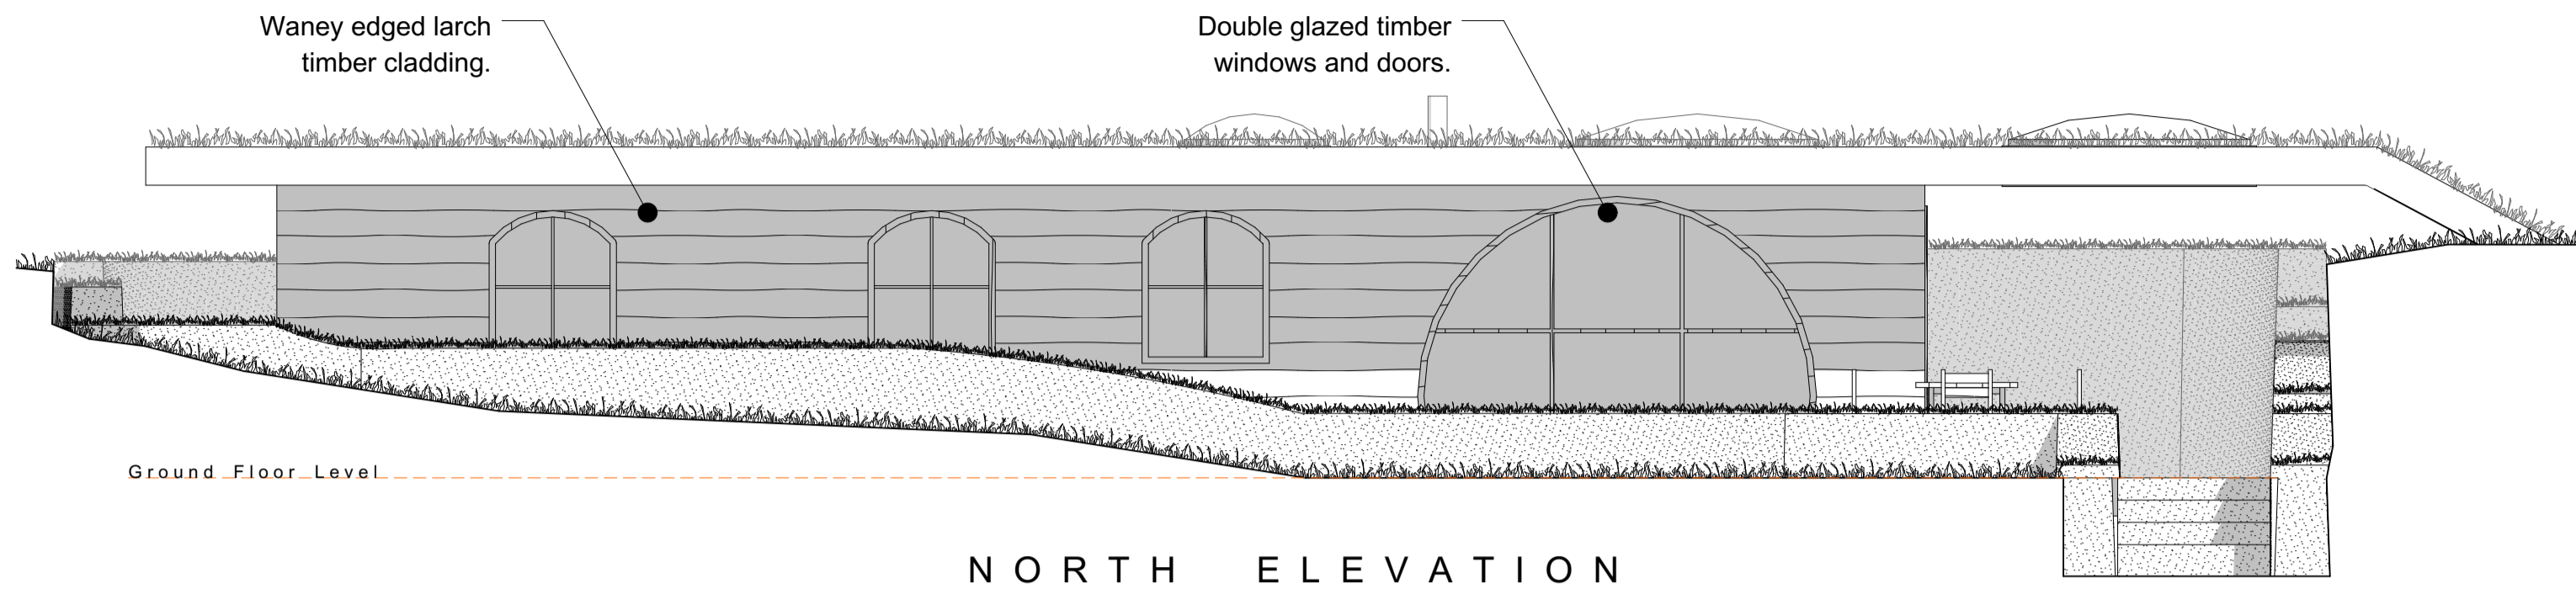 Waney edged larch
timber cladding.
Double glazed timber
windows and doors.
Ground Floor Level
NORTH ELEVATION